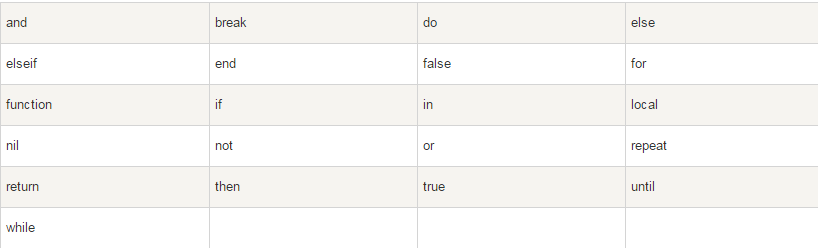 and break do else
elseif end false for
function if in local
nil not or repeat
return then true until
while